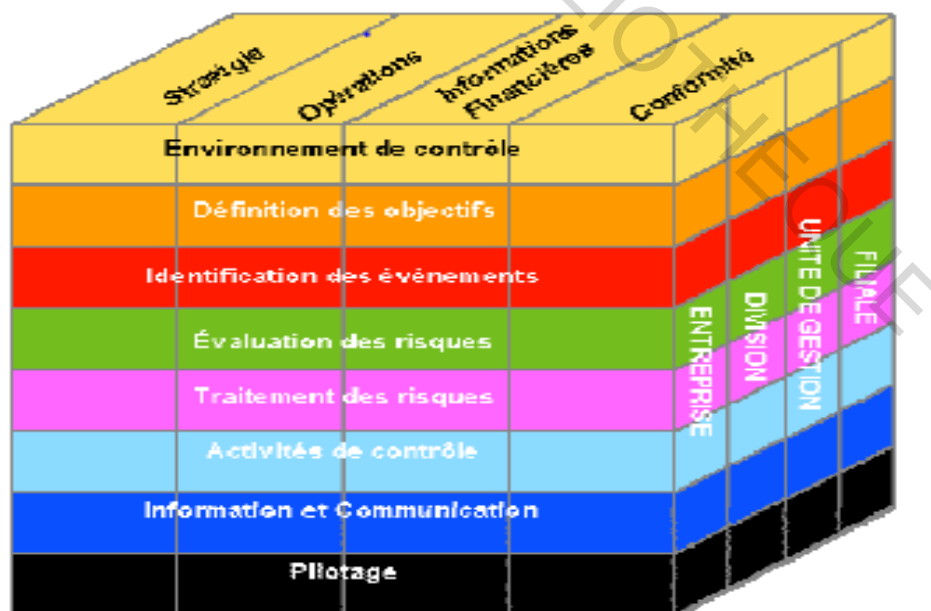 Stratégie
Opérations
Informations
Financières
Conformité
Environnement de contrôle
Définition des objectifs
Identification des événements
Évaluation des risques
Traitement des risques
Activités de contrôle
Information et Communication
Pilotage
ENTREPRISE
DIVISION
UNITE DE GESTION
FILIALE